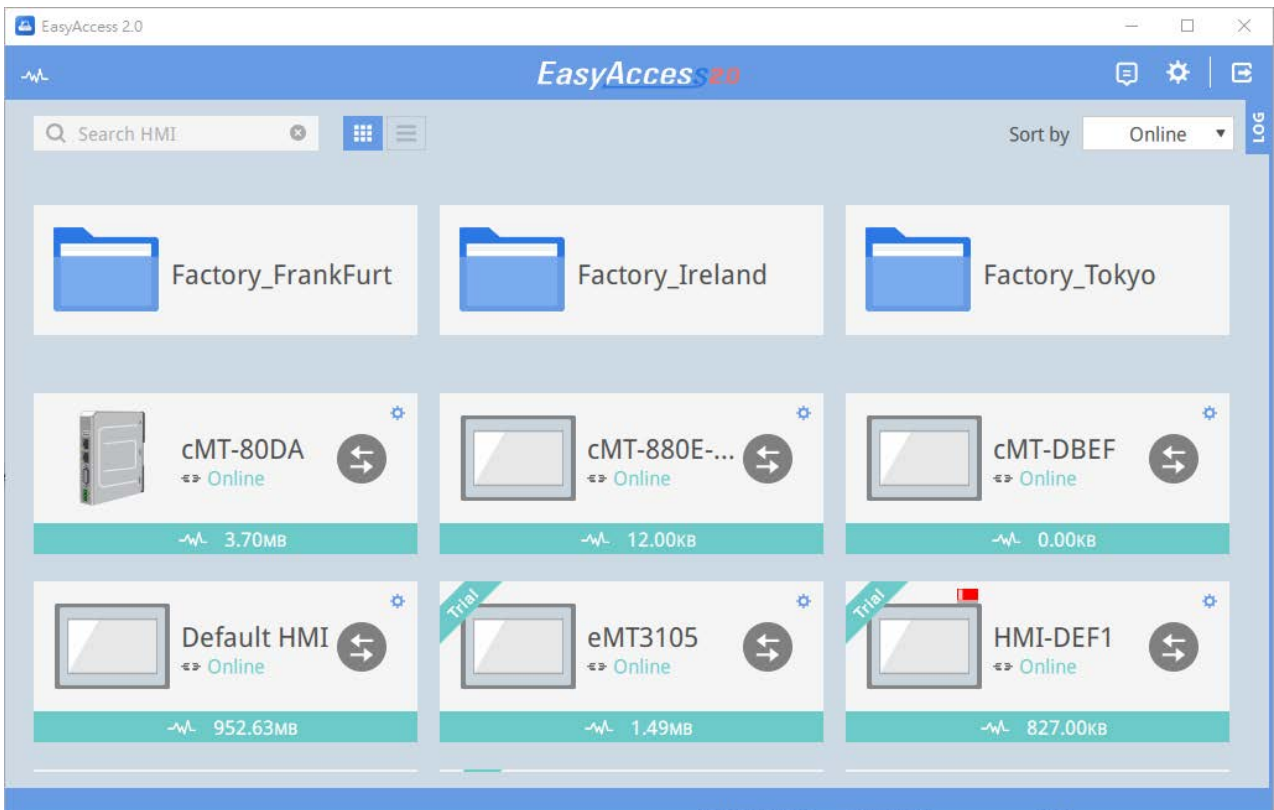 EasyAccess 2.0
EasyAccess 2.0
Search HMI
Sort by Online
LOG
Factory_FrankFurt
Factory_Ireland
Factory_Tokyo
cMT-80DA
Online
3.70MB
cMT-880E-...
Online
12.00KB
cMT-DBEF
Online
0.00KB
Default HMI
Online
952.63MB
Trial
eMT3105
Online
1.49MB
Trial
HMI-DEF1
Online
827.00KB